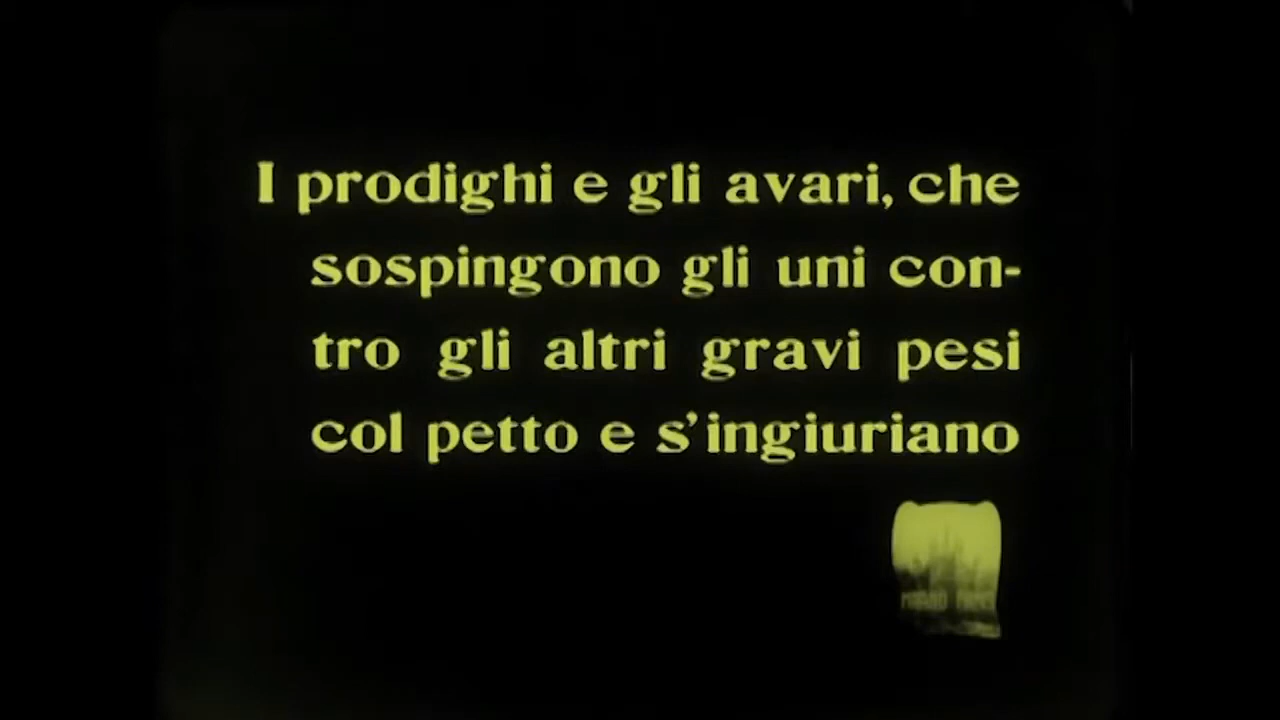 I prodighi e gli avari, che
sospingono gli uni con-
tro gli altri gravi pesi
col petto e s'ingiuriano